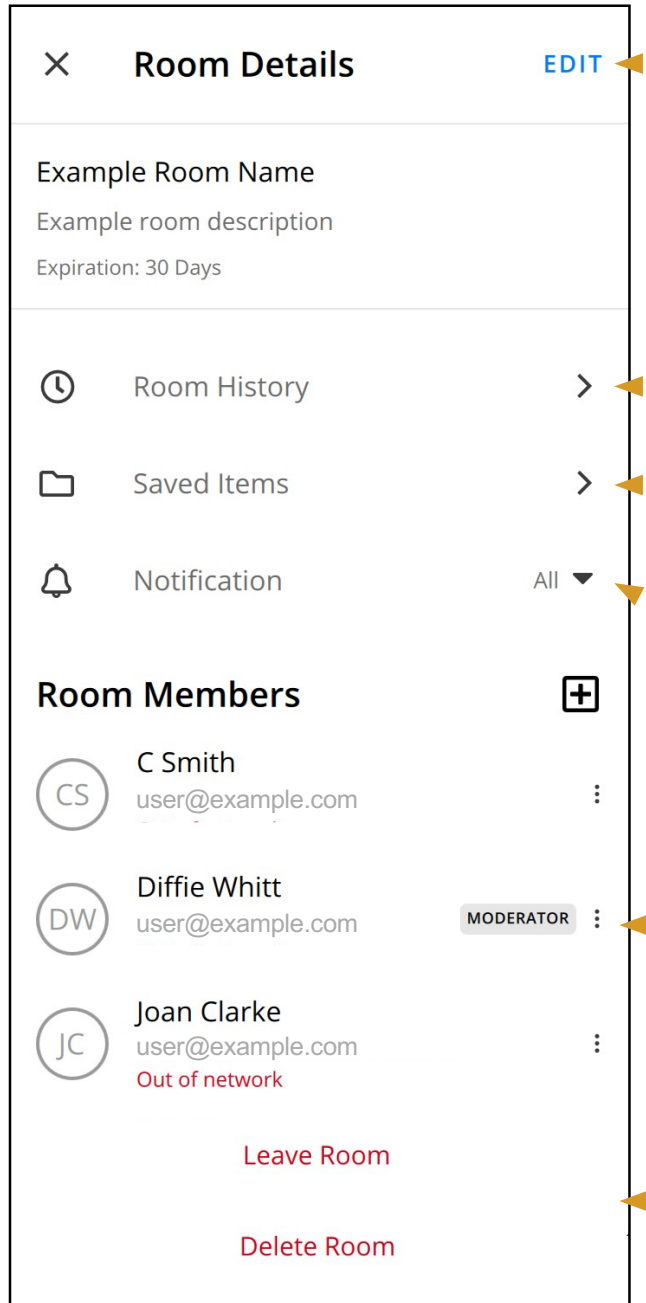 Room Details EDIT
Example Room Name
Example room description
Expiration: 30 Days
Room History
Saved Items
Notification All
Room Members
CS C Smith
user@example.com
DW Diffie Whitt
user@example.com MODERATOR
JC Joan Clarke
user@example.com
Out of network
Leave Room
Delete Room